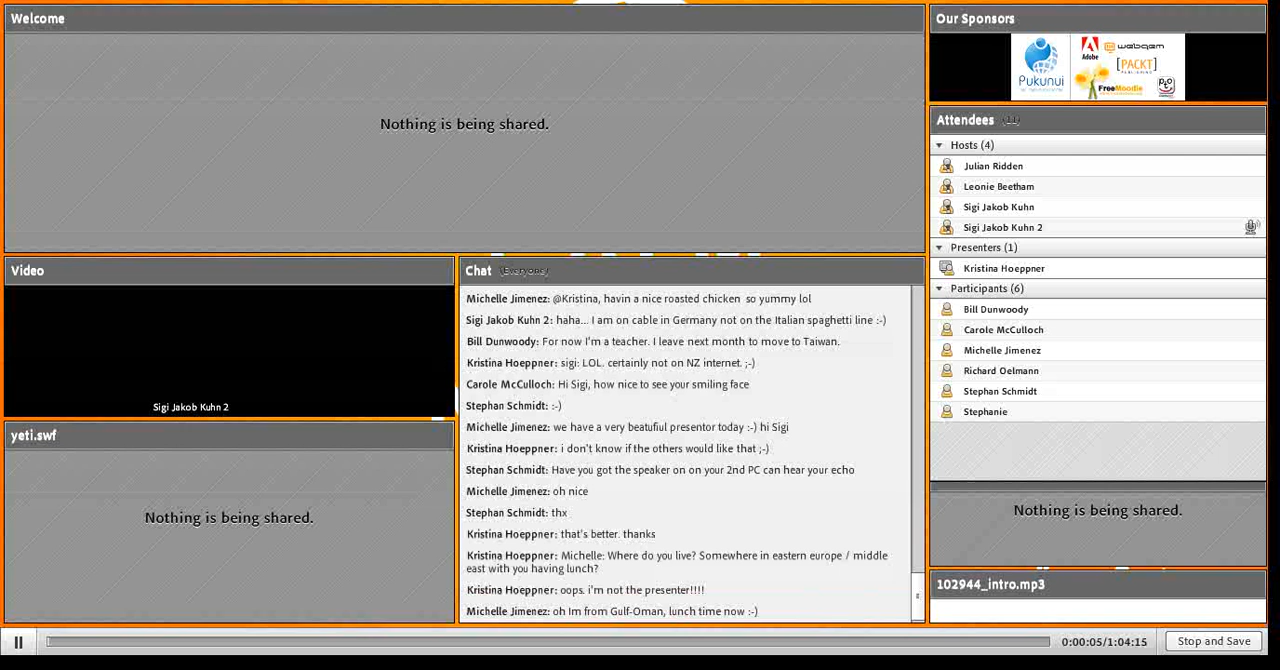 Welcome
Nothing is being shared.
Our Sponsors
Pukunui
Adobe
webgem
[PACKT]
FreeMoodle
Attendees (11)
Hosts (4)
Julian Ridden
Leonie Beetham
Sigi Jakob Kuhn
Sigi Jakob Kuhn 2
Presenters (1)
Kristina Hoeppner
Participants (6)
Bill Dunwoody
Carole McCulloch
Michelle Jimenez
Richard Oelmann
Stephan Schmidt
Stephanie
Nothing is being shared.
102944_intro.mp3
Video
Sigi Jakob Kuhn 2
yeti.swf
Nothing is being shared.
Chat (Everyone)
Michelle Jimenez: @Kristina, havin a nice roasted chicken so yummy lol
Sigi Jakob Kuhn 2: haha... I am on cable in Germany not on the Italian spaghetti line :-)
Bill Dunwoody: For now I'm a teacher. I leave next month to move to Taiwan.
Kristina Hoeppner: sigi: LOL. certainly not on NZ internet. ;-)
Carole McCulloch: Hi Sigi, how nice to see your smiling face
Stephan Schmidt: :-)
Michelle Jimenez: we have a very beatuful presentor today :-) hi Sigi
Kristina Hoeppner: i don't know if the others would like that ;-)
Stephan Schmidt: Have you got the speaker on on your 2nd PC can hear your echo
Michelle Jimenez: oh nice
Stephan Schmidt: thx
Kristina Hoeppner: that's better. thanks
Kristina Hoeppner: Michelle: Where do you live? Somewhere in eastern europe / middle
east with you having lunch?
Kristina Hoeppner: oops. i'm not the presenter!!!!
Michelle Jimenez: oh Im from Gulf-Oman, lunch time now :-)
0:00:05/1:04:15
Stop and Save